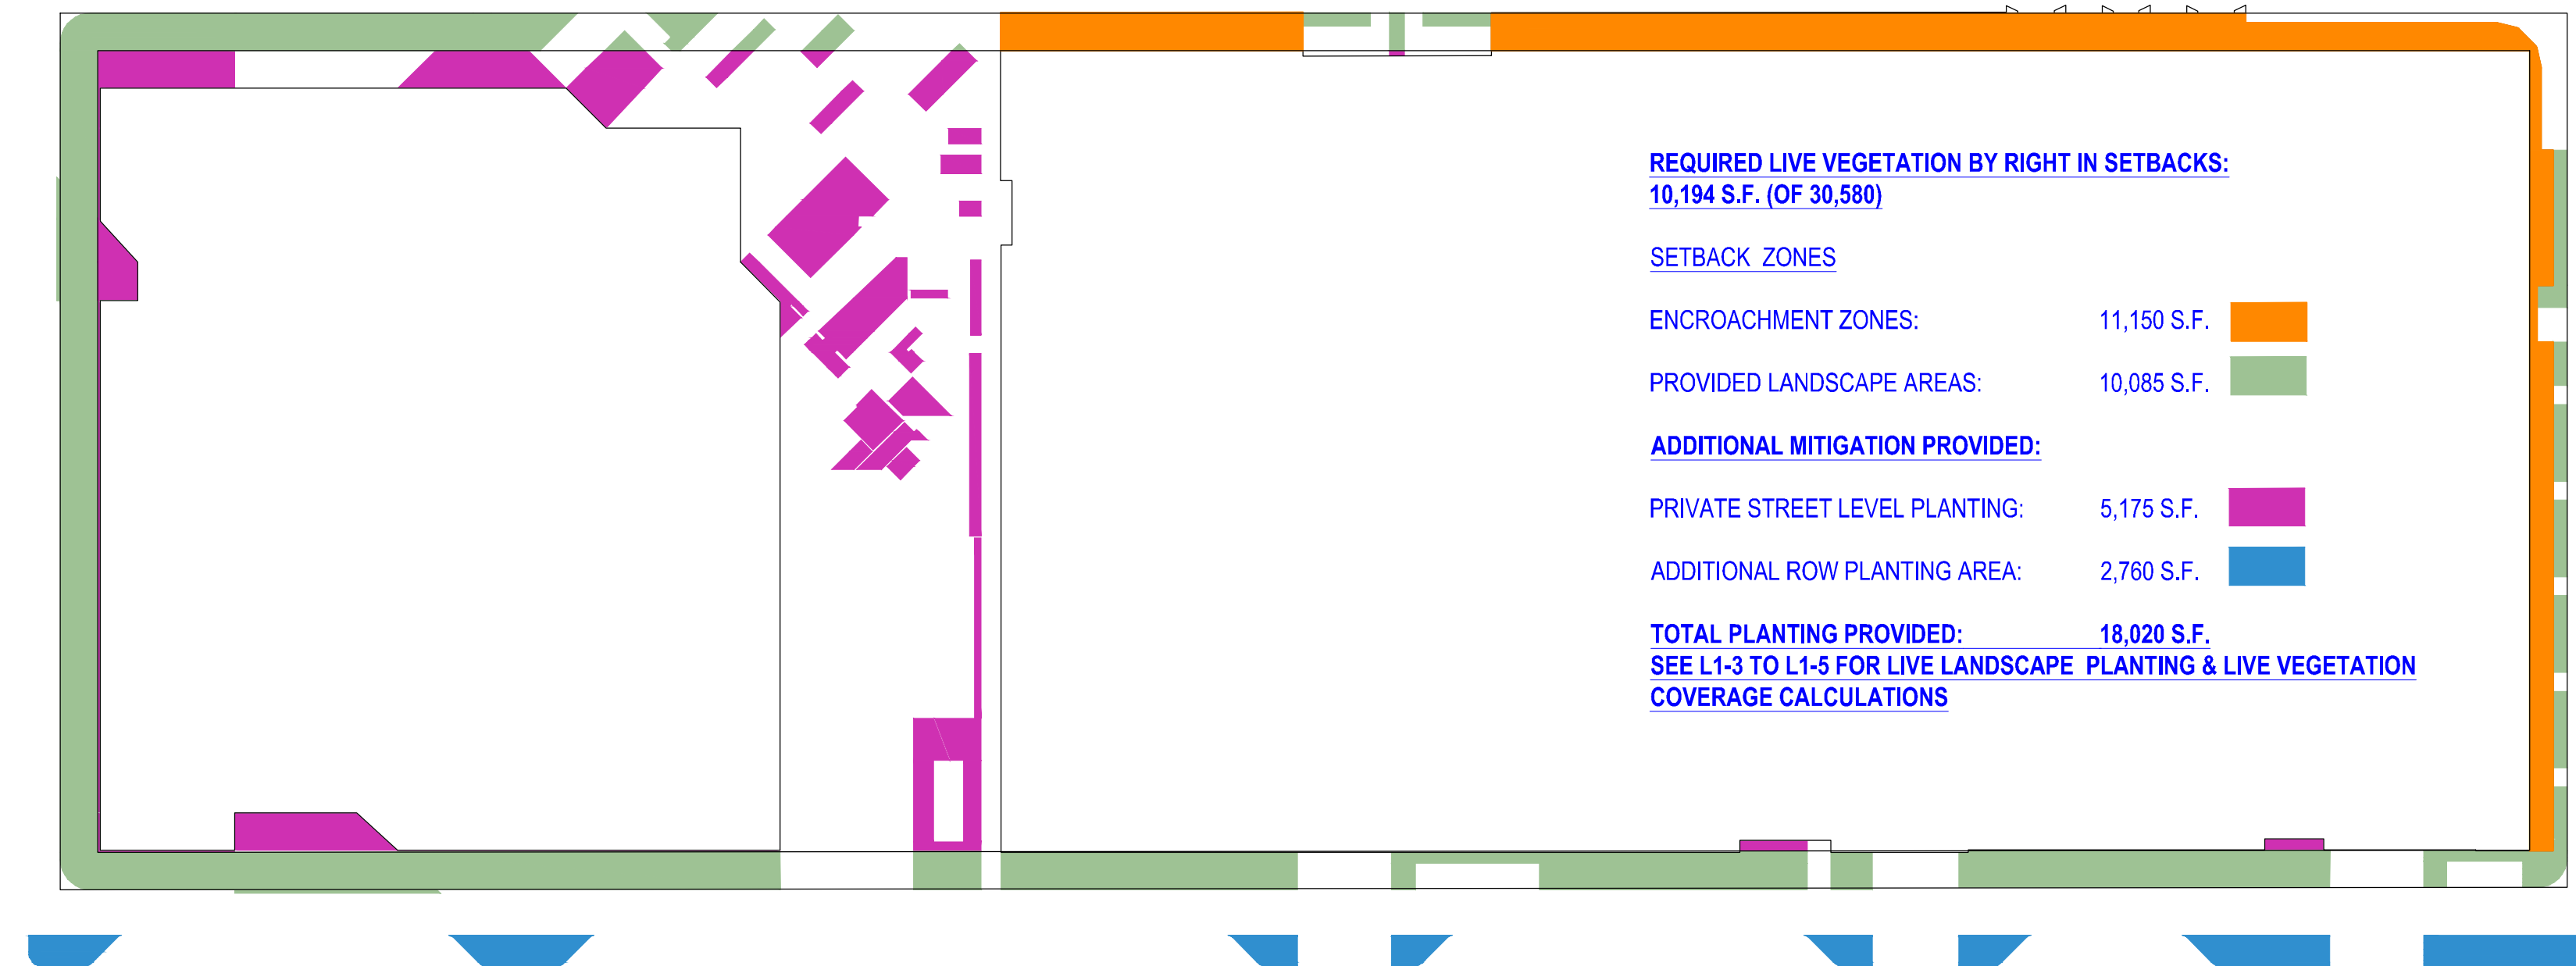 REQUIRED LIVE VEGETATION BY RIGHT IN SETBACKS:
10,194 S.F. (OF 30,580)
SETBACK ZONES
ENCROACHMENT ZONES: 11,150 S.F.
PROVIDED LANDSCAPE AREAS: 10,085 S.F.
ADDITIONAL MITIGATION PROVIDED:
PRIVATE STREET LEVEL PLANTING: 5,175 S.F.
ADDITIONAL ROW PLANTING AREA: 2,760 S.F.
TOTAL PLANTING PROVIDED: 18,020 S.F.
SEE L1-3 TO L1-5 FOR LIVE LANDSCAPE PLANTING & LIVE VEGETATION
COVERAGE CALCULATIONS